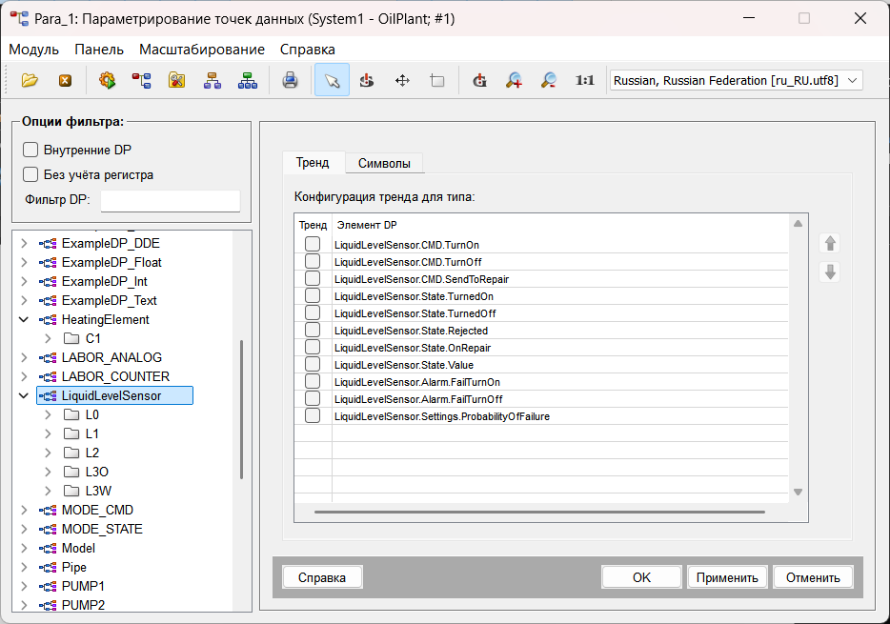 Para_1: Параметрирование точек данных (System1 - OilPlant; #1)
Модуль Панель Масштабирование Справка
1:1 Russian, Russian Federation [ru_RU.utf8]
Опции фильтра:
Внутренние DP
Без учёта регистра
Фильтр DP:
ExampleDP_DDE
ExampleDP_Float
ExampleDP_Int
ExampleDP_Text
HeatingElement
C1
LABOR_ANALOG
LABOR_COUNTER
LiquidLevelSensor
L0
L1
L2
L3O
L3W
MODE_CMD
MODE_STATE
Model
Pipe
PUMP1
PUMP2
Тренд Символы
Конфигурация тренда для типа:
Тренд Элемент DP
LiquidLevelSensor.CMD.TurnOn
LiquidLevelSensor.CMD.TurnOff
LiquidLevelSensor.CMD.SendToRepair
LiquidLevelSensor.State.TurnedOn
LiquidLevelSensor.State.TurnedOff
LiquidLevelSensor.State.Rejected
LiquidLevelSensor.State.OnRepair
LiquidLevelSensor.State.Value
LiquidLevelSensor.Alarm.FailTurnOn
LiquidLevelSensor.Alarm.FailTurnOff
LiquidLevelSensor.Settings.ProbabilityOfFailure
Справка OK Применить Отменить